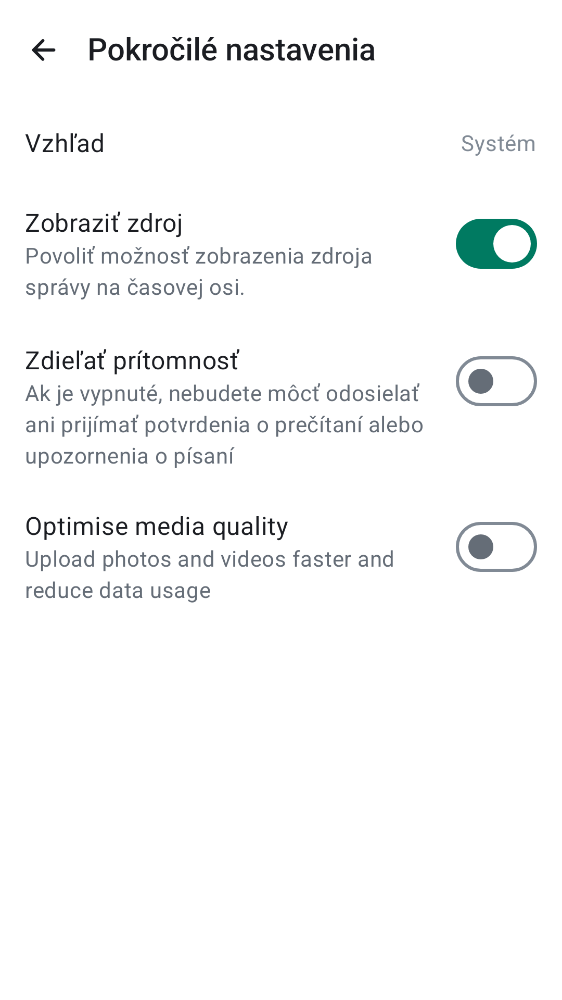 Pokročilé nastavenia
Vzhľad
Systém
Zobraziť zdroj
Povoliť možnosť zobrazenia zdroja
správy na časovej osi.
Zdieľať prítomnosť
Ak je vypnuté, nebudete môcť odosielať
ani prijímať potvrdenia o prečítaní alebo
upozornenia o písaní
Optimise media quality
Upload photos and videos faster and
reduce data usage